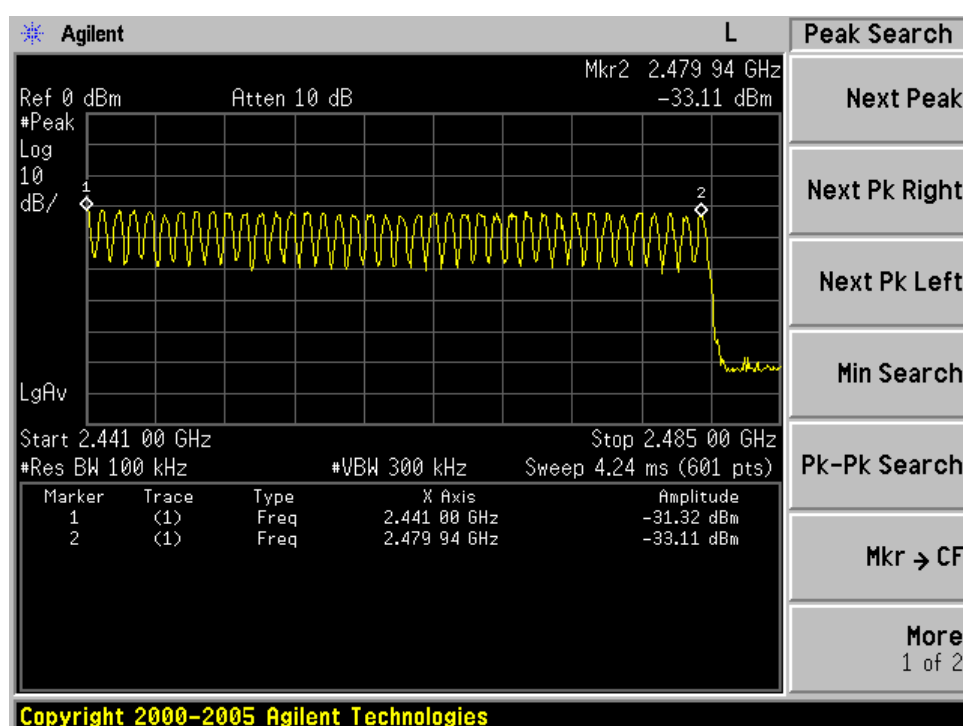 Agilent L Peak Search
Mkr2 2.479 94 GHz
Ref 0 dBm Atten 10 dB -33.11 dBm
#Peak
Log
10
dB/
1
2
LgAv
Start 2.441 00 GHz Stop 2.485 00 GHz
#Res BW 100 kHz #VBW 300 kHz Sweep 4.24 ms (601 pts)
Marker Trace Type X Axis Amplitude
1 (1) Freq 2.441 00 GHz -31.32 dBm
2 (1) Freq 2.479 94 GHz -33.11 dBm
Next Peak
Next Pk Right
Next Pk Left
Min Search
Pk-Pk Search
Mkr → CF
More
1 of 2
Copyright 2000-2005 Agilent Technologies